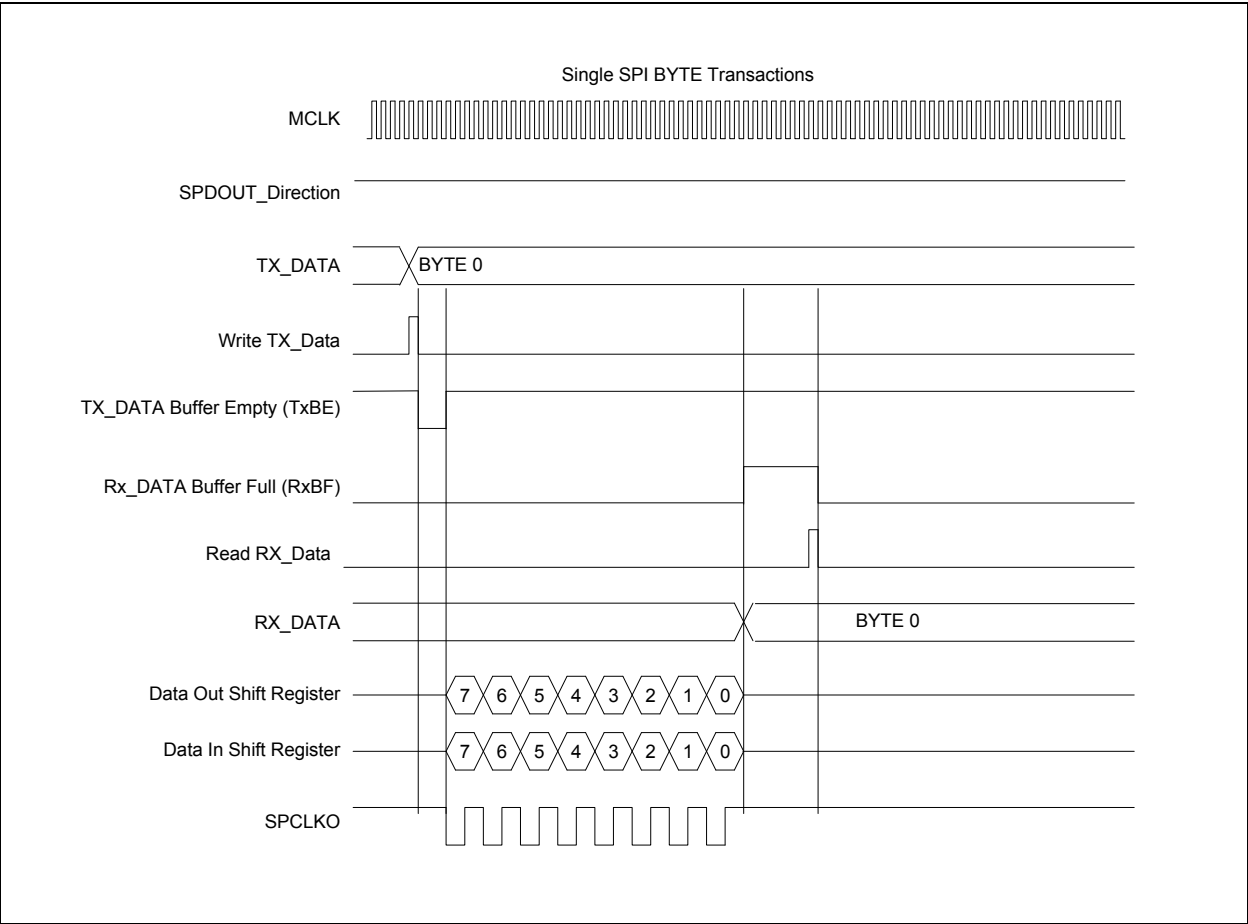 Single SPI BYTE Transactions
MCLK
SPDOUT_Direction
TX_DATA
BYTE 0
Write TX_Data
TX_DATA Buffer Empty (TxBE)
Rx_DATA Buffer Full (RxBF)
Read RX_Data
RX_DATA
BYTE 0
Data Out Shift Register
7 6 5 4 3 2 1 0
Data In Shift Register
7 6 5 4 3 2 1 0
SPCLKO